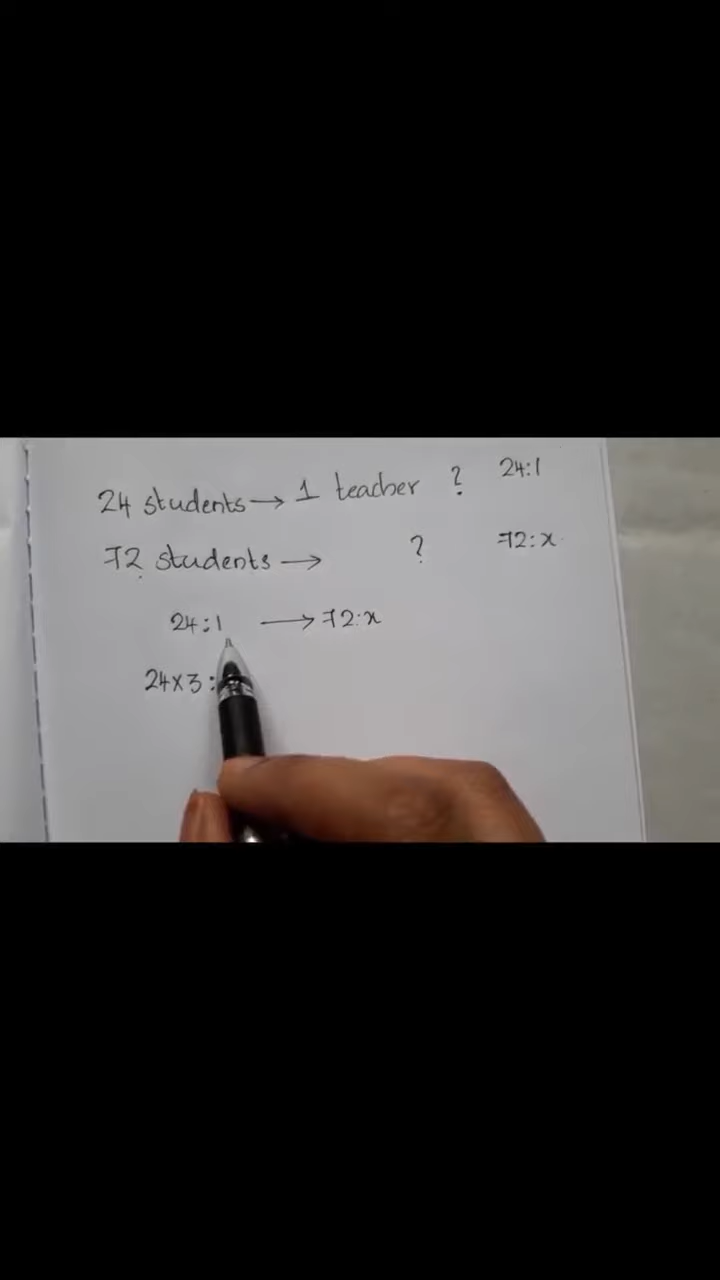 24 students → 1 teacher ? 24:1
72 students → ? 72:x
24:1 → 72:x
24x3 :